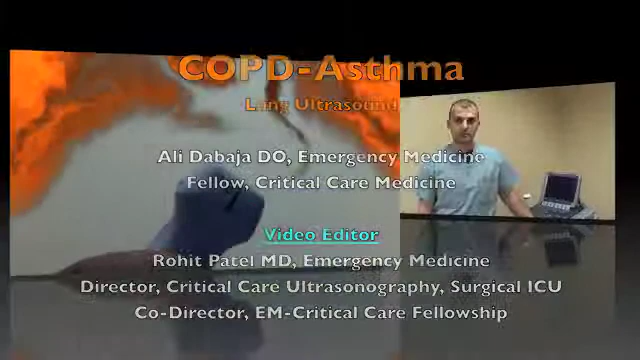 COPD-Asthma
Lung Ultrasound
Ali Dabaja DO, Emergency Medicine
Fellow, Critical Care Medicine
Video Editor
Rohit Patel MD, Emergency Medicine
Director, Critical Care Ultrasonography, Surgical ICU
Co-Director, EM-Critical Care Fellowship